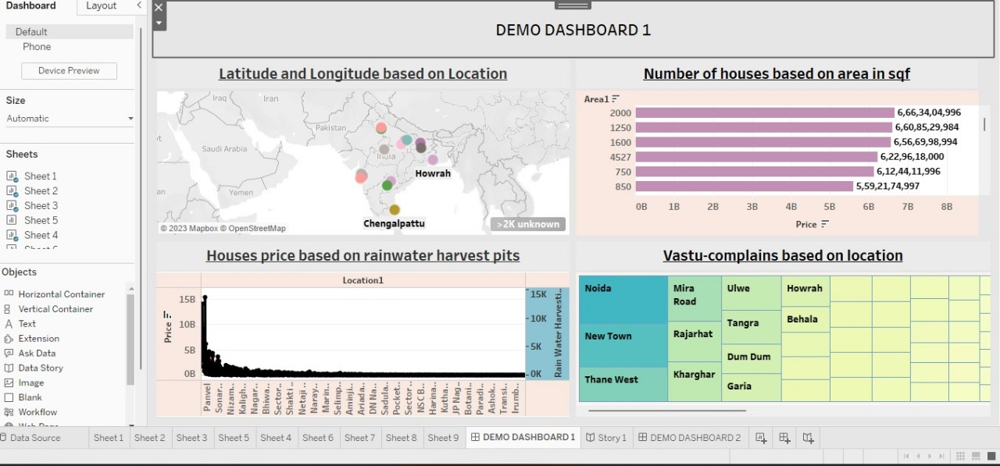 Dashboard
Layout
Default
Phone
Device Preview
Size
Automatic
Sheets
Sheet 1
Sheet 2
Sheet 3
Sheet 5
Sheet 4
Objects
Horizontal Container
Vertical Container
Text
Extension
Ask Data
Data Story
Image
Blank
Workflow
DEMO DASHBOARD 1
Latitude and Longitude based on Location
Iraq
Iran
Pakistan
Saudi Arabia
India
Yemen
Howrah
Chengalpattu
© 2023 Mapbox © OpenStreetMap
>2K unknown
Number of houses based on area in sqf
Area1
2000 6,66,34,04,996
1250 6,60,85,29,984
1600 6,56,69,98,994
4527 6,22,96,18,000
750 6,12,44,11,996
850 5,59,21,74,997
0B 1B 2B 3B 4B 5B 6B 7B 8B
Price
Houses price based on rainwater harvest pits
Location1
Price
15B
10B
5B
0B
15K
10K
5K
0K
Rain Water Harvesti..
Panvel
Sonar..
Nizam..
Kaligh..
Nagar..
Bhiwa..
Sector..
Shakti ..
Netaji ..
Naray..
Marin..
Selimp..
Aminji..
Ariada..
DN Na..
Sadula..
Pocket..
Sector..
NSC B..
Harina..
Kutha..
JP Nag..
Botani..
Paradi..
Ashok..
Transi..
Irumb..
Vastu-complains based on location
Noida
New Town
Thane West
Mira
Road
Rajarhat
Kharghar
Ulwe
Tangra
Dum Dum
Garia
Howrah
Behala
Data Source Sheet 1 Sheet 2 Sheet 3 Sheet 5 Sheet 4 Sheet 6 Sheet 7 Sheet 8 Sheet 9 DEMO DASHBOARD 1 Story 1 DEMO DASHBOARD 2